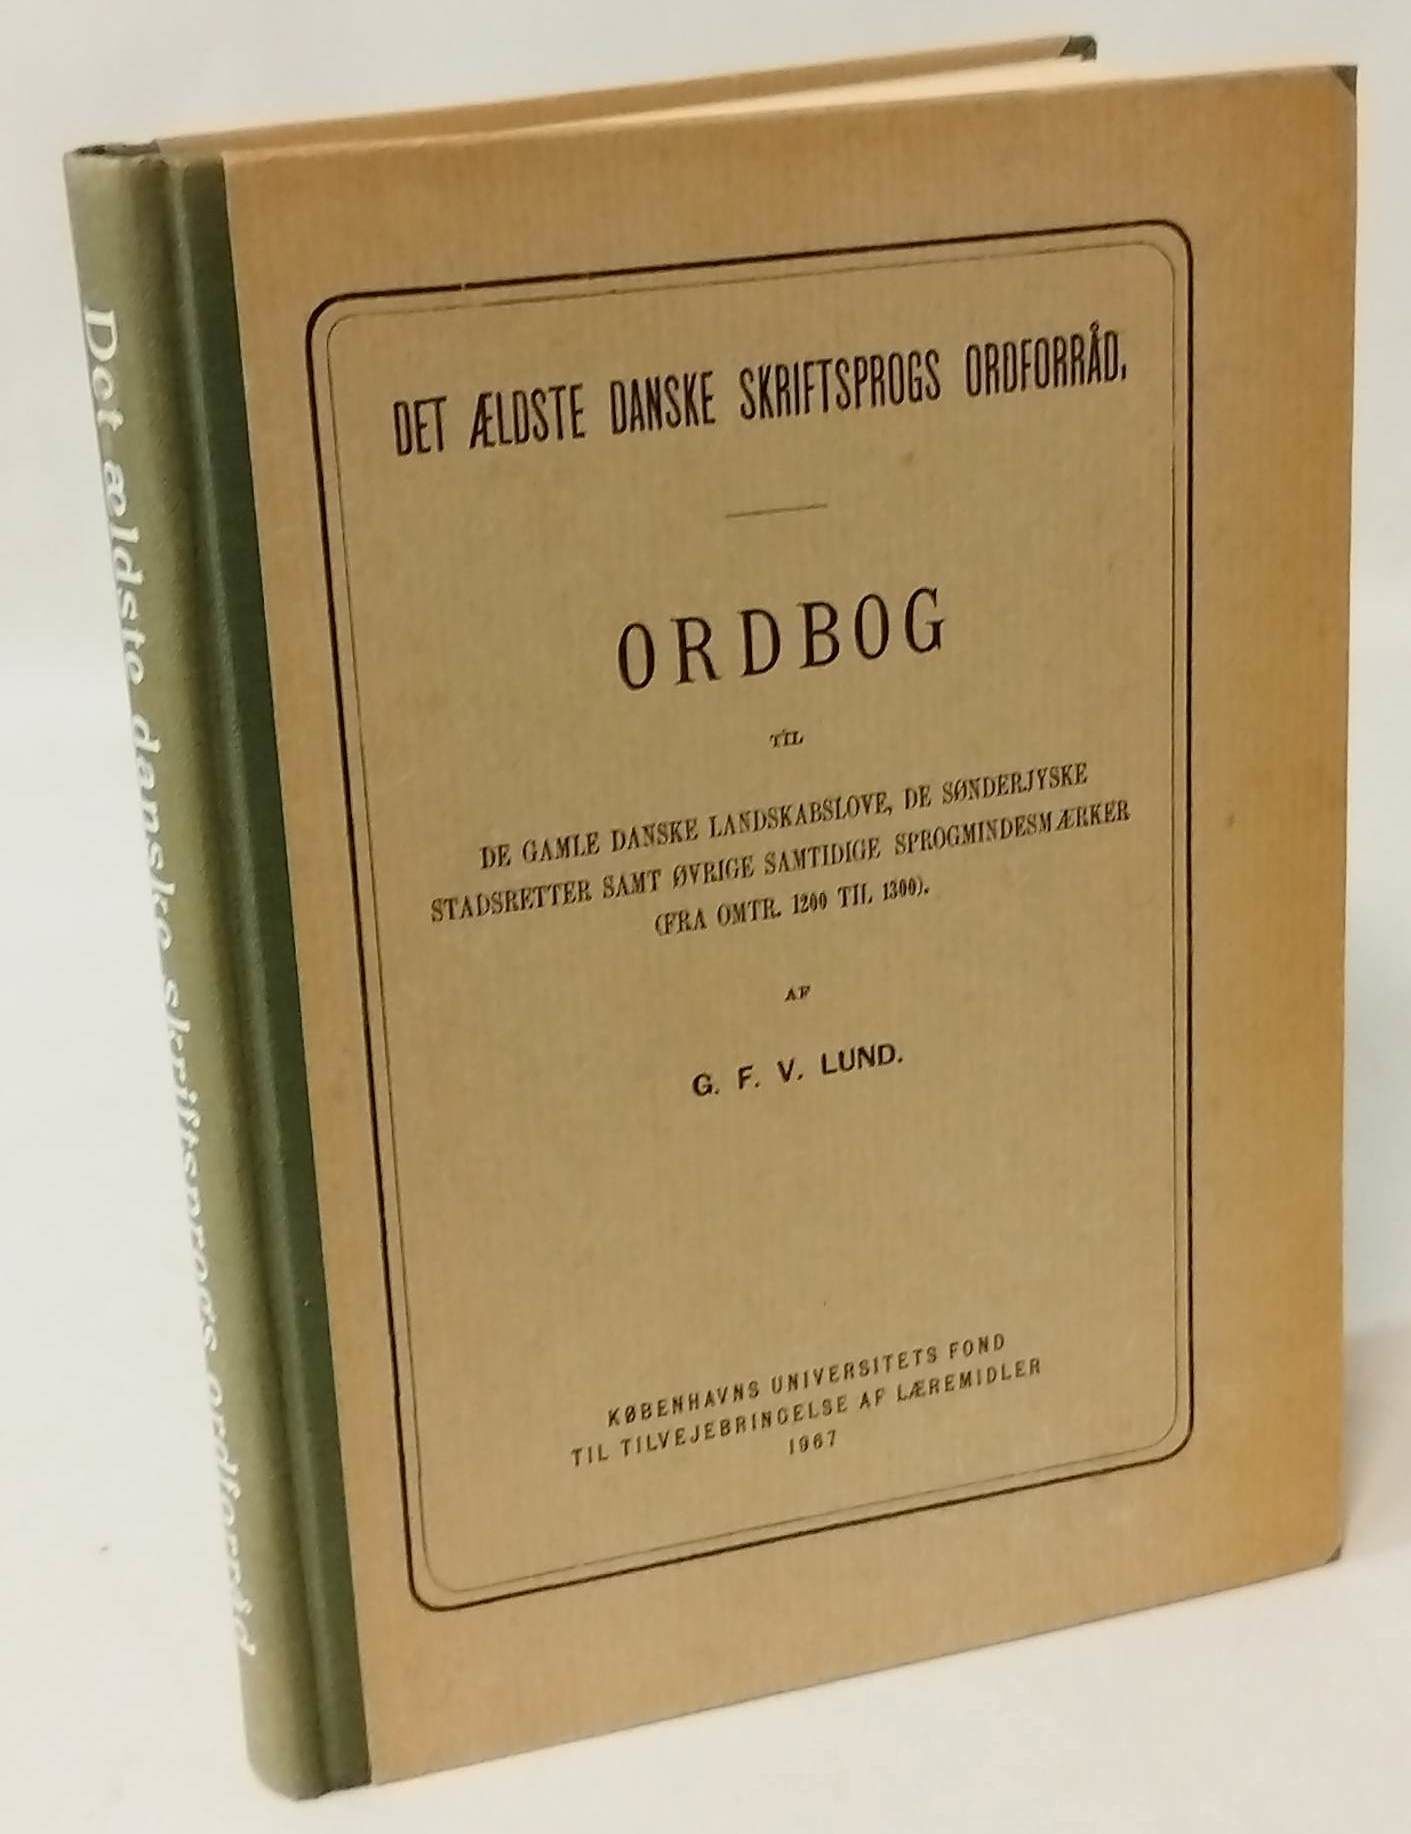 Det ældste danske skriftsprogs ordforråd
DET ÆLDSTE DANSKE SKRIFTSPROGS ORDFORRÅD.
ORDBOG
TIL
DE GAMLE DANSKE LANDSKABSLOVE, DE SØNDERJYSKE
STADSRETTER SAMT ØVRIGE SAMTIDIGE SPROGMINDESMÆRKER
(FRA OMTR. 1200 TIL 1300).
AF
G. F. V. LUND.
KØBENHAVNS UNIVERSITETS FOND
TIL TILVEJEBRINGELSE AF LÆREMIDLER
1967